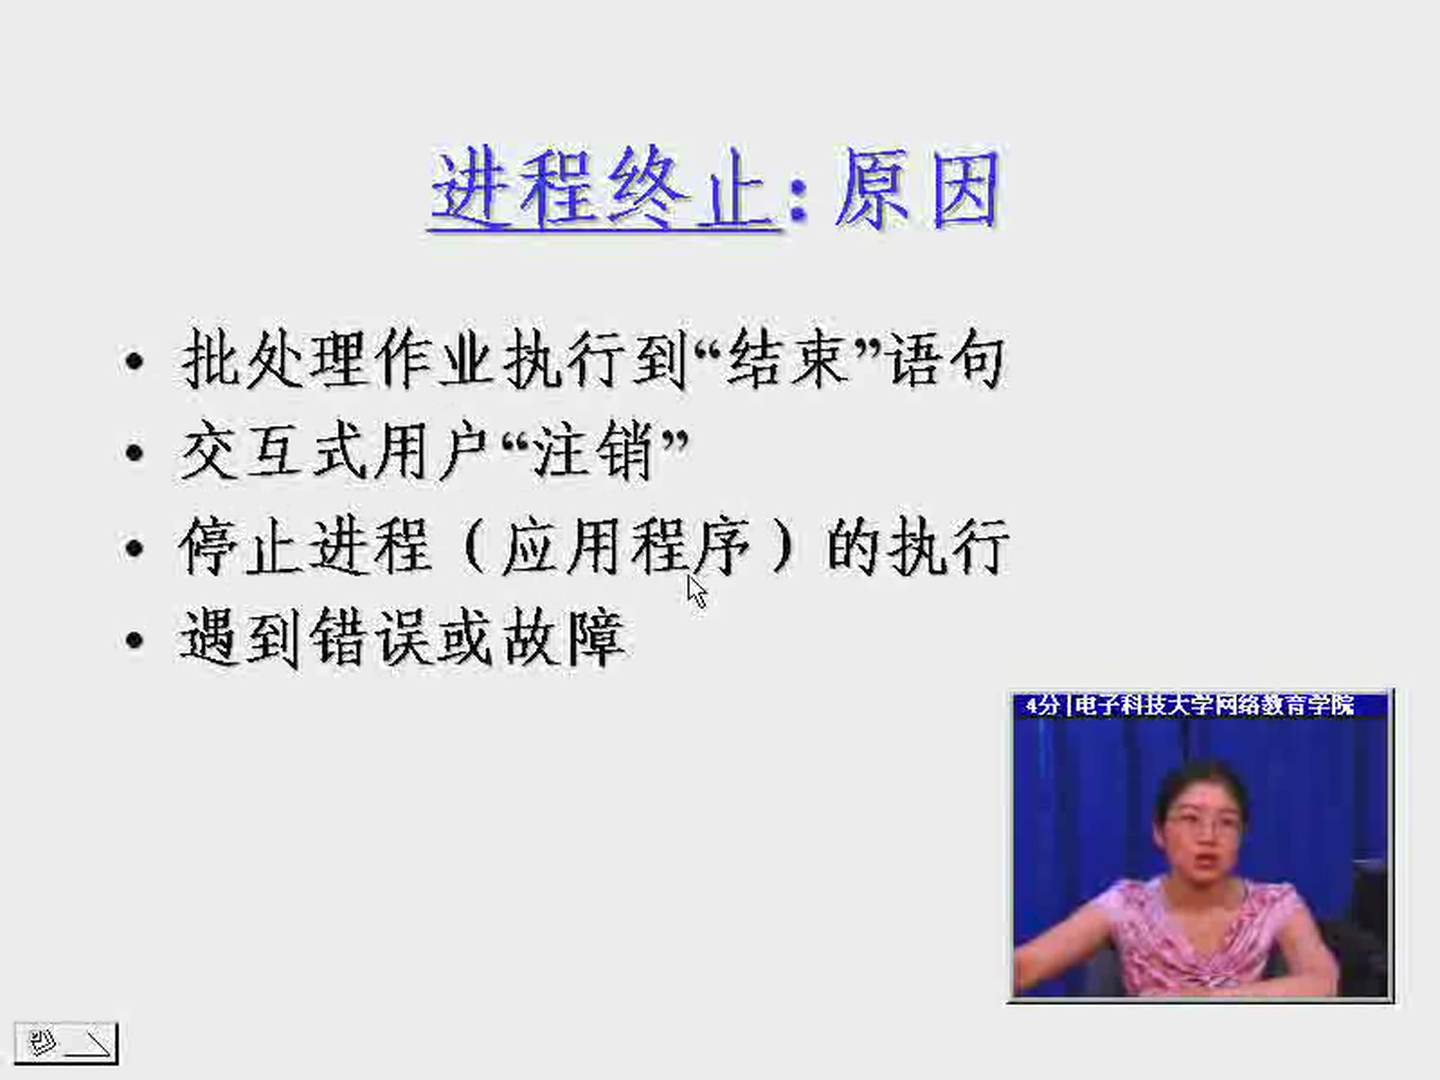 进程终止：原因
• 批处理作业执行到“结束”语句
• 交互式用户“注销”
• 停止进程（应用程序）的执行
• 遇到错误或故障
4分|电子科技大学网络教育学院